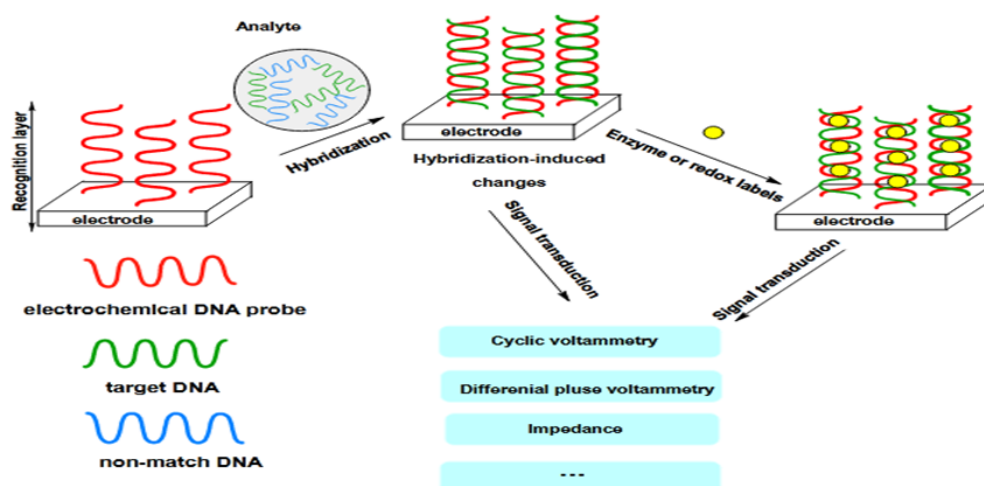 Analyte
Recognition layer
electrode
Hybridization
electrode
Hybridization-induced
changes
Enzyme or redox labels
electrode
Signal transduction
Signal transduction
electrochemical DNA probe
target DNA
non-match DNA
Cyclic voltammetry
Differenial pluse voltammetry
Impedance
---